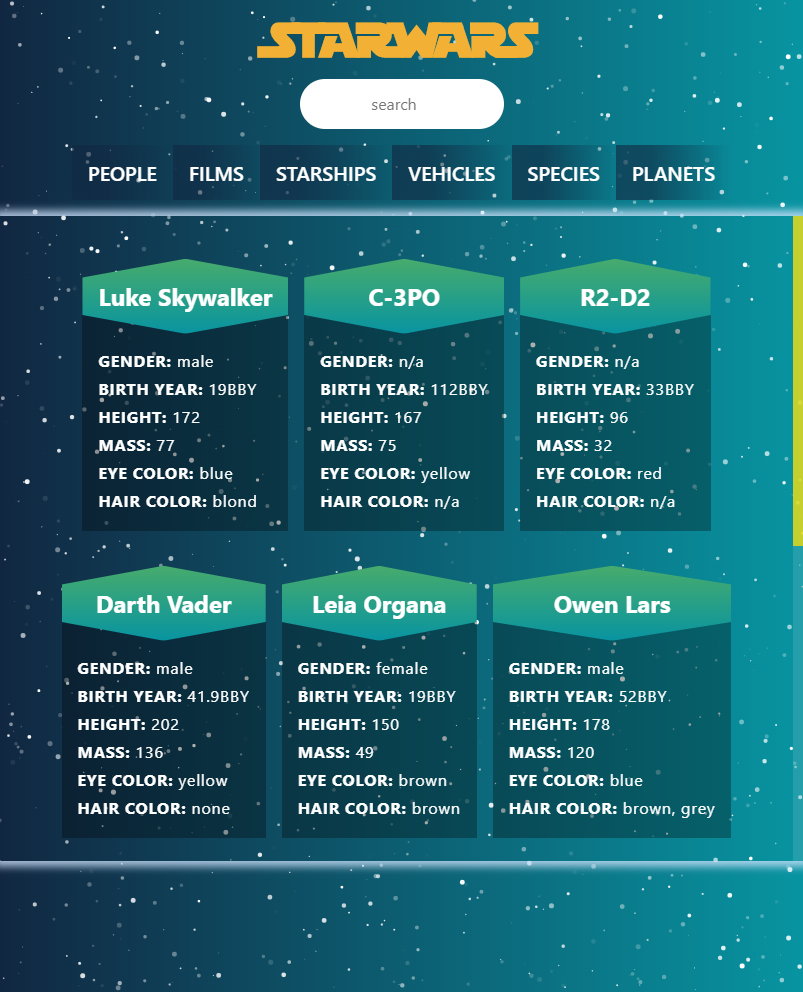 STARWARS
search
PEOPLE FILMS STARSHIPS VEHICLES SPECIES PLANETS
Luke Skywalker
GENDER: male
BIRTH YEAR: 19BBY
HEIGHT: 172
MASS: 77
EYE COLOR: blue
HAIR COLOR: blond
C-3PO
GENDER: n/a
BIRTH YEAR: 112BBY
HEIGHT: 167
MASS: 75
EYE COLOR: yellow
HAIR COLOR: n/a
R2-D2
GENDER: n/a
BIRTH YEAR: 33BBY
HEIGHT: 96
MASS: 32
EYE COLOR: red
HAIR COLOR: n/a
Darth Vader
GENDER: male
BIRTH YEAR: 41.9BBY
HEIGHT: 202
MASS: 136
EYE COLOR: yellow
HAIR COLOR: none
Leia Organa
GENDER: female
BIRTH YEAR: 19BBY
HEIGHT: 150
MASS: 49
EYE COLOR: brown
HAIR COLOR: brown
Owen Lars
GENDER: male
BIRTH YEAR: 52BBY
HEIGHT: 178
MASS: 120
EYE COLOR: blue
HAIR COLOR: brown, grey